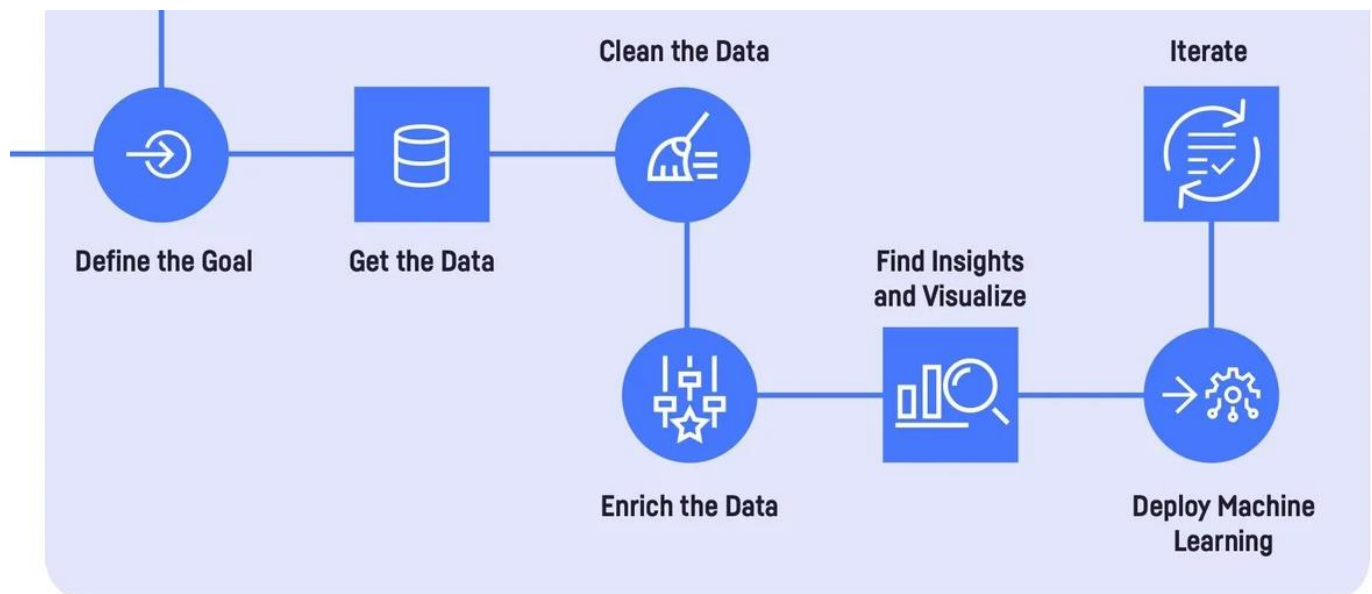 Define the Goal
Get the Data
Clean the Data
Enrich the Data
Find Insights
and Visualize
Deploy Machine
Learning
Iterate